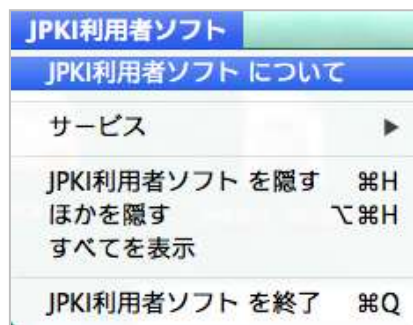 JPKI利用者ソフト
JPKI利用者ソフト について
サービス ▶
JPKI利用者ソフト を隠す ⌘H
ほかを隠す ⌥⌘H
すべてを表示
JPKI利用者ソフト を終了 ⌘Q